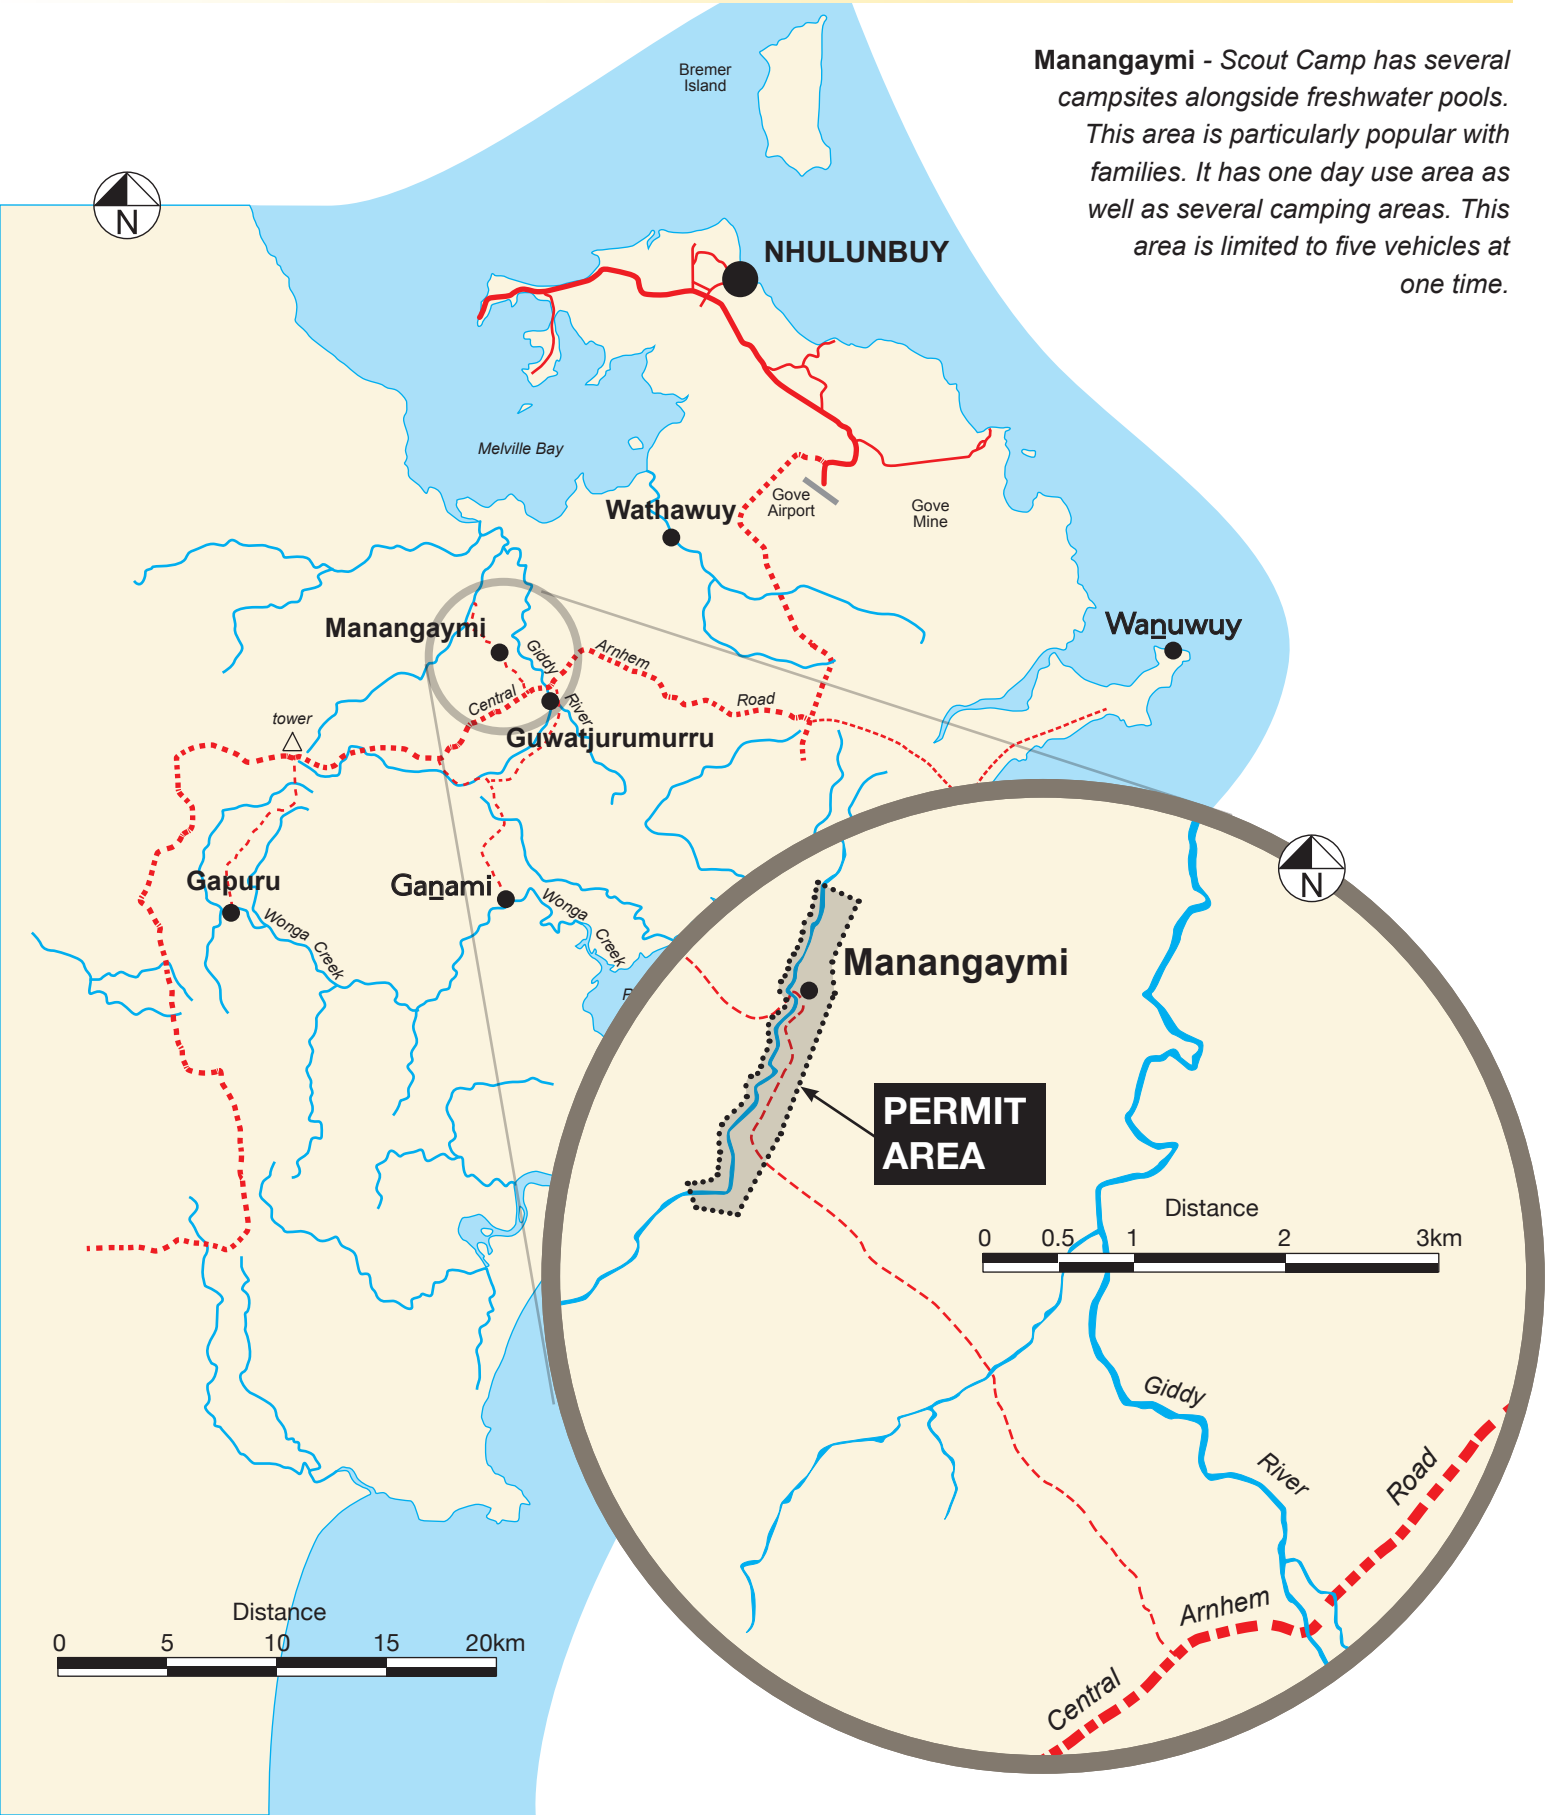 Manangaymi - Scout Camp has several
campsites alongside freshwater pools.
This area is particularly popular with
families. It has one day use area as
well as several camping areas. This
area is limited to five vehicles at
one time.
Bremer
Island
N
NHULUNBUY
Melville Bay
Wathawuy
Gove
Airport
Gove
Mine
Manangaymi
Giddy
River
Central
Arnhem
Road
Wanuwuy
tower
Guwatjurumurru
Gapuru
Wonga
Creek
Ganami
Wonga
Creek
N
Manangaymi
PERMIT
AREA
Distance
0 0.5 1 2 3km
Giddy
River
Road
Arnhem
Central
Distance
0 5 10 15 20km